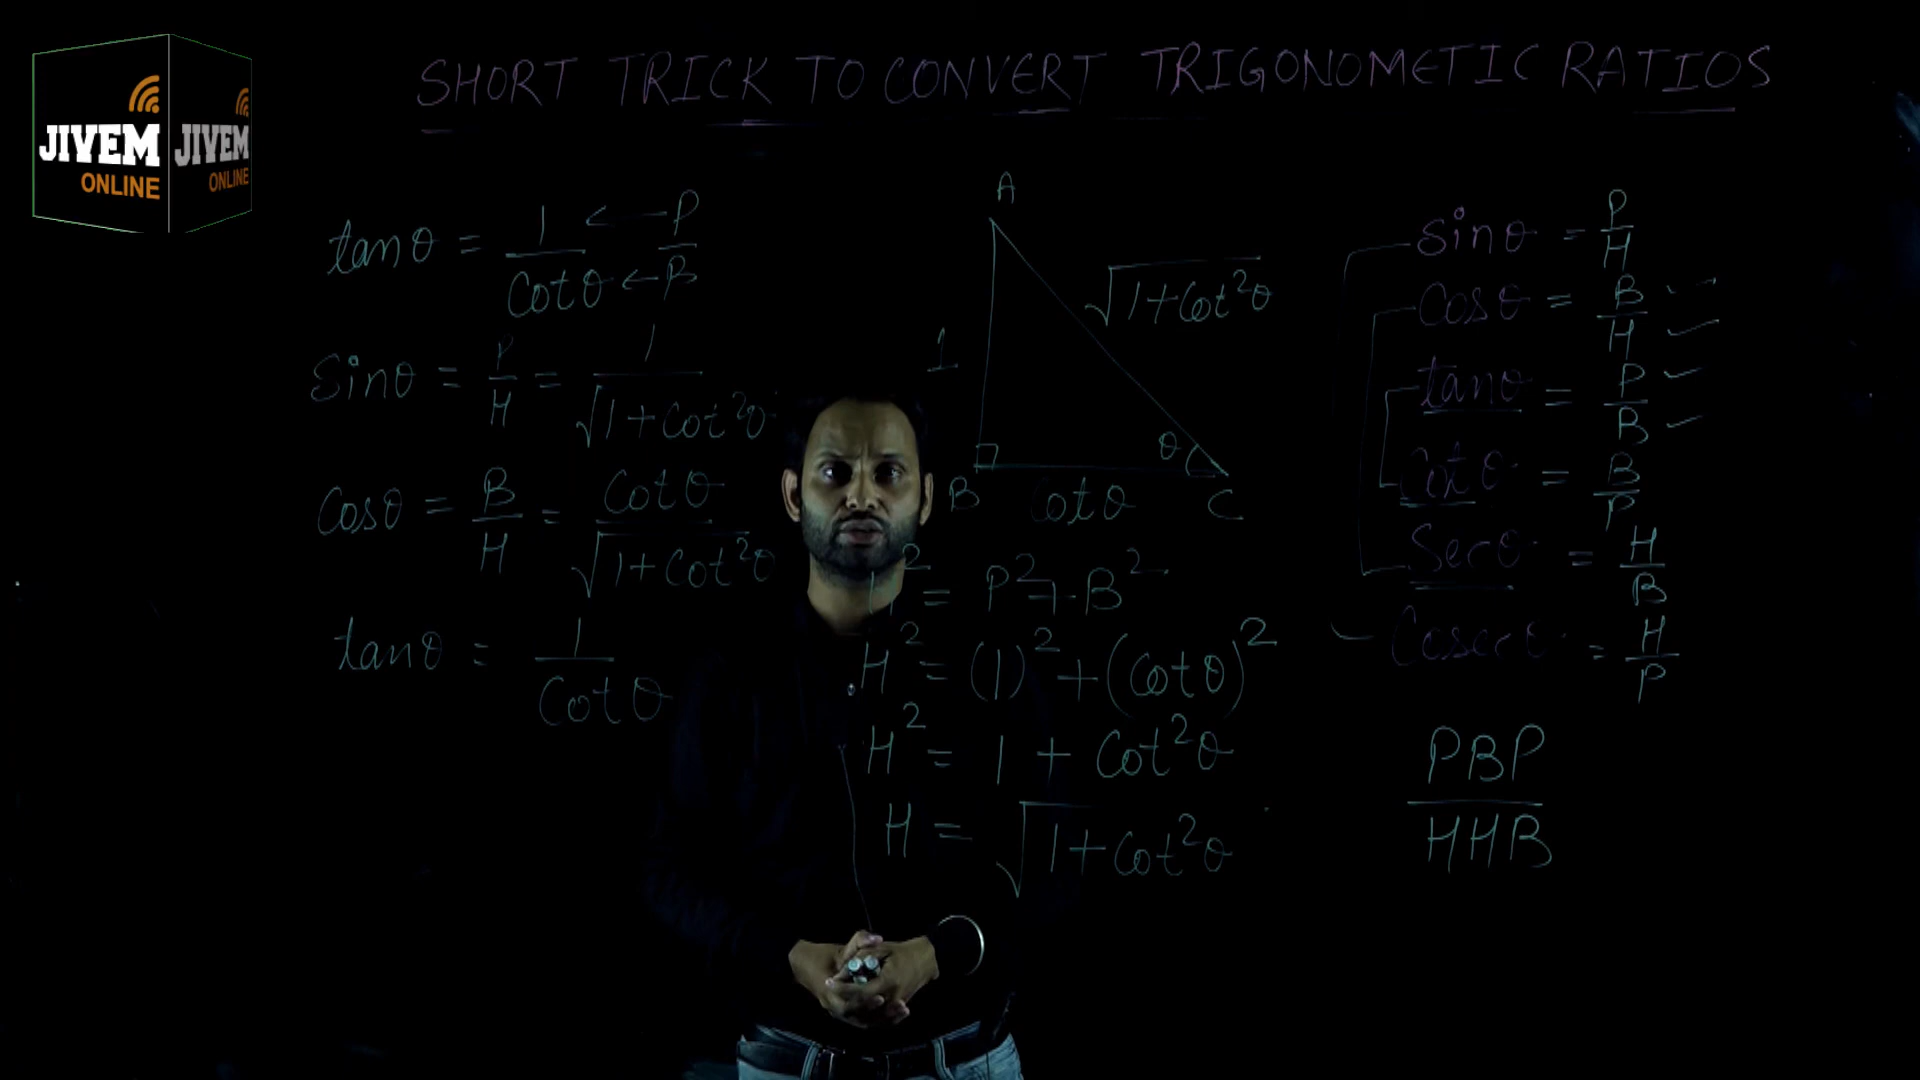 JIVEM
ONLINE
JIVEM
ONLINE
SHORT TRICK TO CONVERT TRIGONOMETIC RATIOS
tanθ = 1/Cotθ ← P/B
Sinθ = P/H = 1/√1+Cot²θ
Cosθ = B/H = Cotθ/√1+Cot²θ
tanθ = 1/Cotθ
A
1
√1+Cot²θ
θ
B
Cotθ
C
H² = P²+B²
H² = (1)²+(Cotθ)²
H² = 1 + Cot²θ
H = √1+Cot²θ
Sinθ = P/H
Cosθ = B/H
tanθ = P/B
Cotθ = B/P
Secθ = H/B
Cosecθ = H/P
PBP
HHB